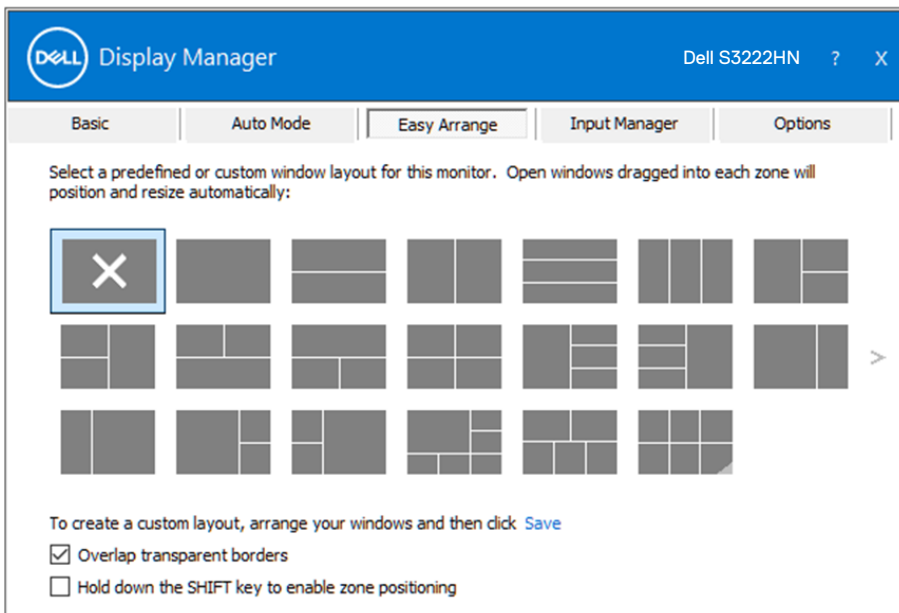 DELL Display Manager Dell S3222HN ? X
Basic Auto Mode Easy Arrange Input Manager Options
Select a predefined or custom window layout for this monitor. Open windows dragged into each zone will
position and resize automatically:
>
To create a custom layout, arrange your windows and then click Save
Overlap transparent borders
Hold down the SHIFT key to enable zone positioning